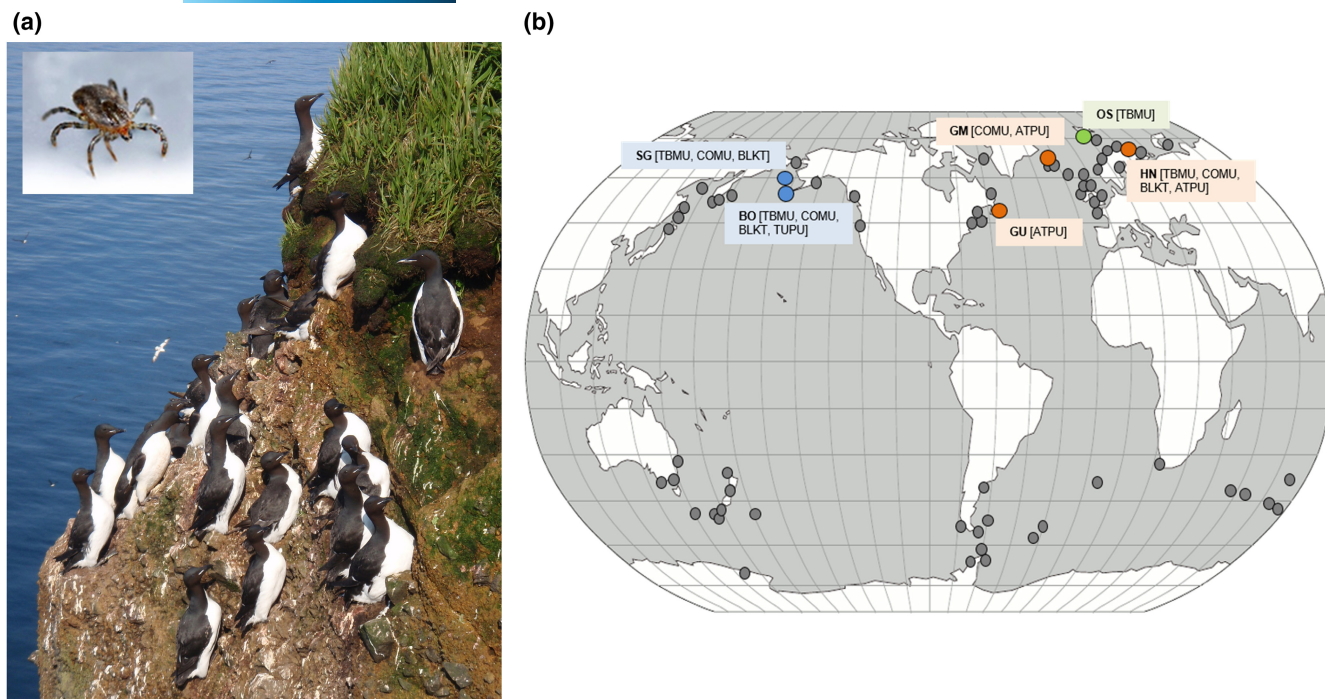 (a)
(b)
OS [TBMU]
GM [COMU, ATPU]
SG [TBMU, COMU, BLKT]
HN [TBMU, COMU,
BLKT, ATPU]
BO [TBMU, COMU,
BLKT, TUPU]
GU [ATPU]